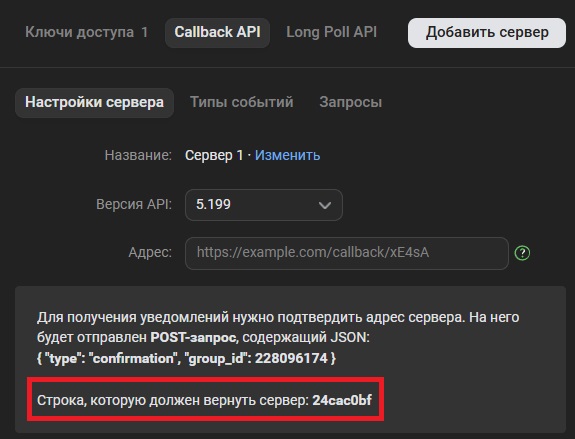 Ключи доступа 1 Callback API Long Poll API Добавить сервер
Настройки сервера Типы событий Запросы
Название: Сервер 1 · Изменить
Версия API: 5.199
Адрес: https://example.com/callback/xE4sA ?
Для получения уведомлений нужно подтвердить адрес сервера. На него
будет отправлен POST-запрос, содержащий JSON:
{ "type": "confirmation", "group_id": 228096174 }
Строка, которую должен вернуть сервер: 24cac0bf